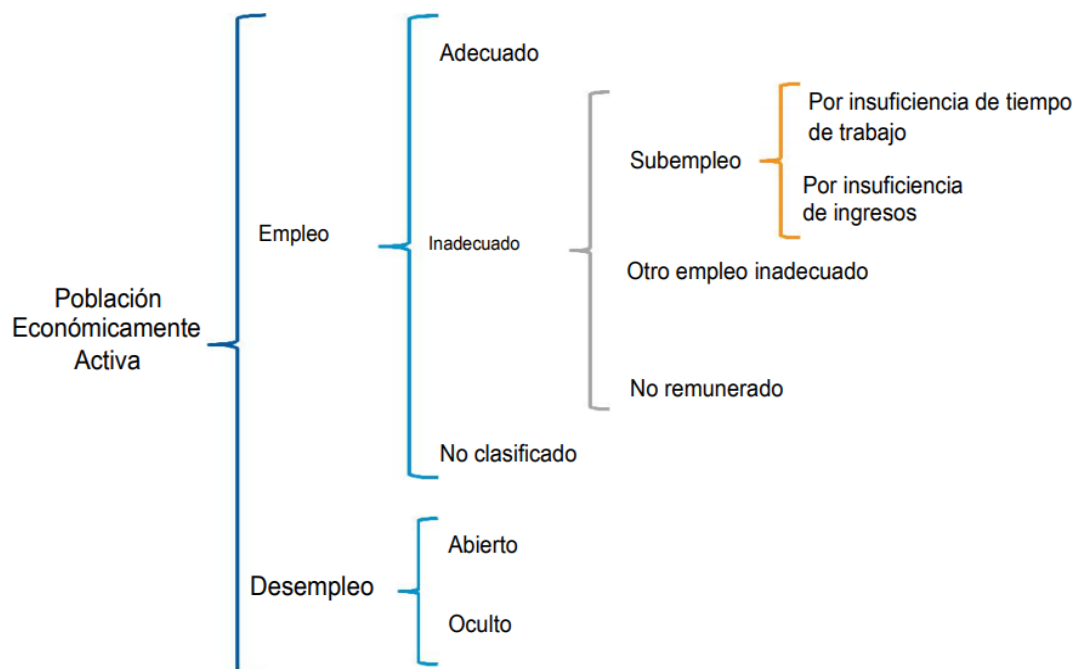 Adecuado
Por insuficiencia de tiempo
de trabajo
Subempleo
Por insuficiencia
de ingresos
Empleo
Inadecuado
Otro empleo inadecuado
Población
Económicamente
Activa
No remunerado
No clasificado
Abierto
Desempleo
Oculto